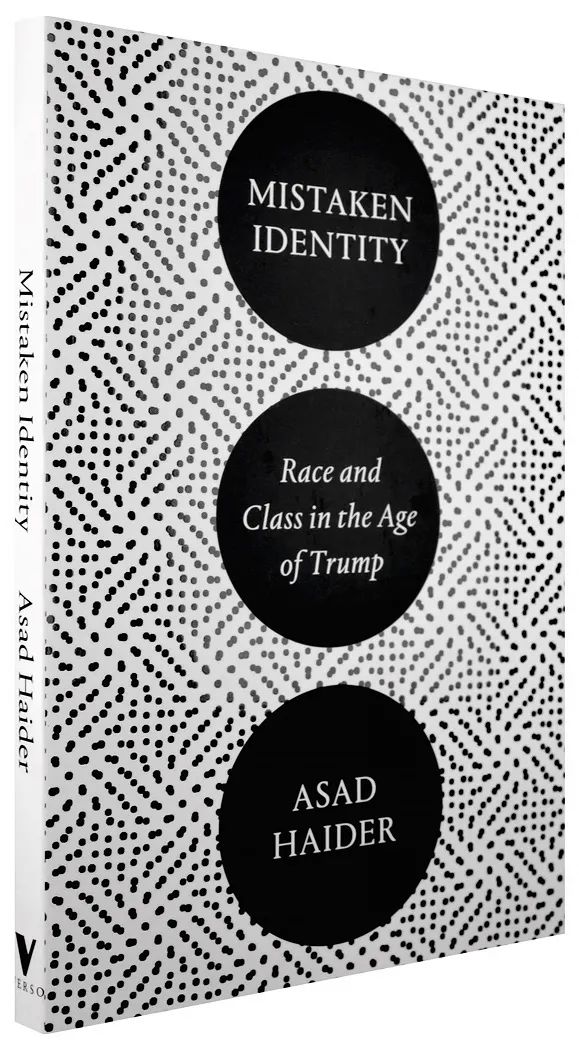 MISTAKEN
IDENTITY
Race and
Class in the Age
of Trump
ASAD
HAIDER
Mistaken Identity Asad Haider
VERSO